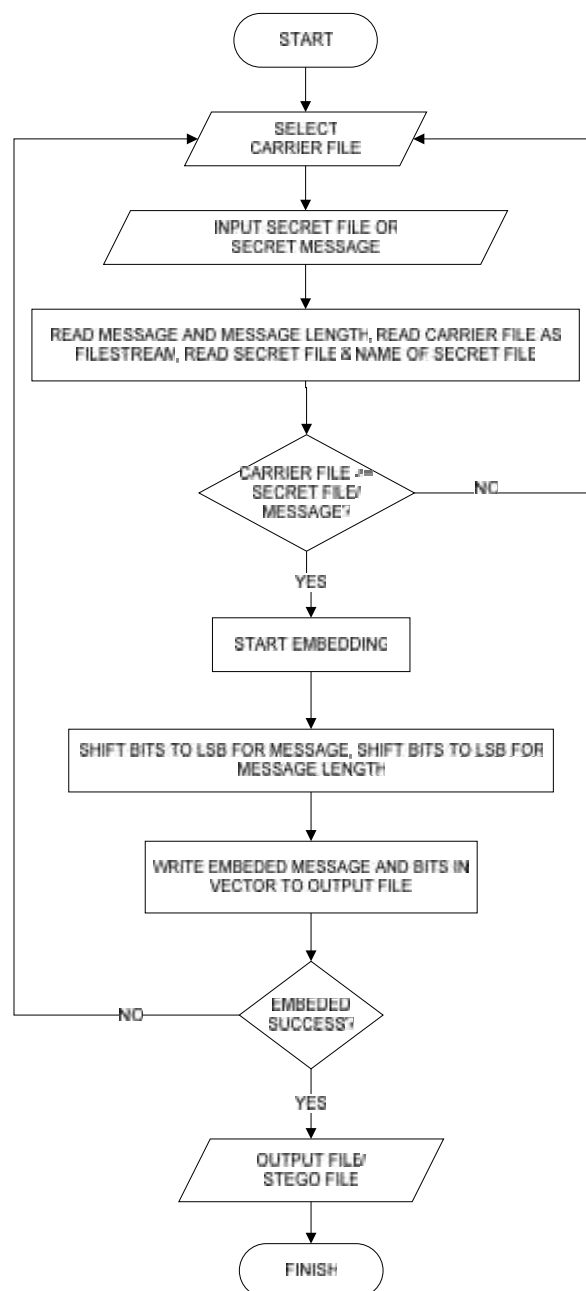 START
SELECT
CARRIER FILE
INPUT SECRET FILE OR
SECRET MESSAGE
READ MESSAGE AND MESSAGE LENGTH, READ CARRIER FILE AS
FILESTREAM, READ SECRET FILE & NAME OF SECRET FILE
CARRIER FILE
SECRET FILE/
MESSAGE?
NO
YES
START EMBEDDING
SHIFT BITS TO LSB FOR MESSAGE, SHIFT BITS TO LSB FOR
MESSAGE LENGTH
WRITE EMBEDED MESSAGE AND BITS IN
VECTOR TO OUTPUT FILE
EMBEDED
SUCCESS?
NO
YES
OUTPUT FILE/
STEGO FILE
FINISH